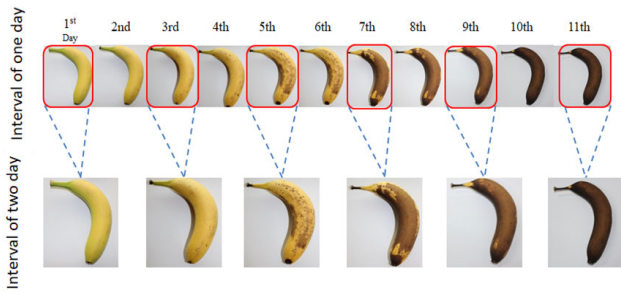 1st 2nd 3rd 4th 5th 6th 7th 8th 9th 10th 11th
Day
Interval of one day
Interval of two day